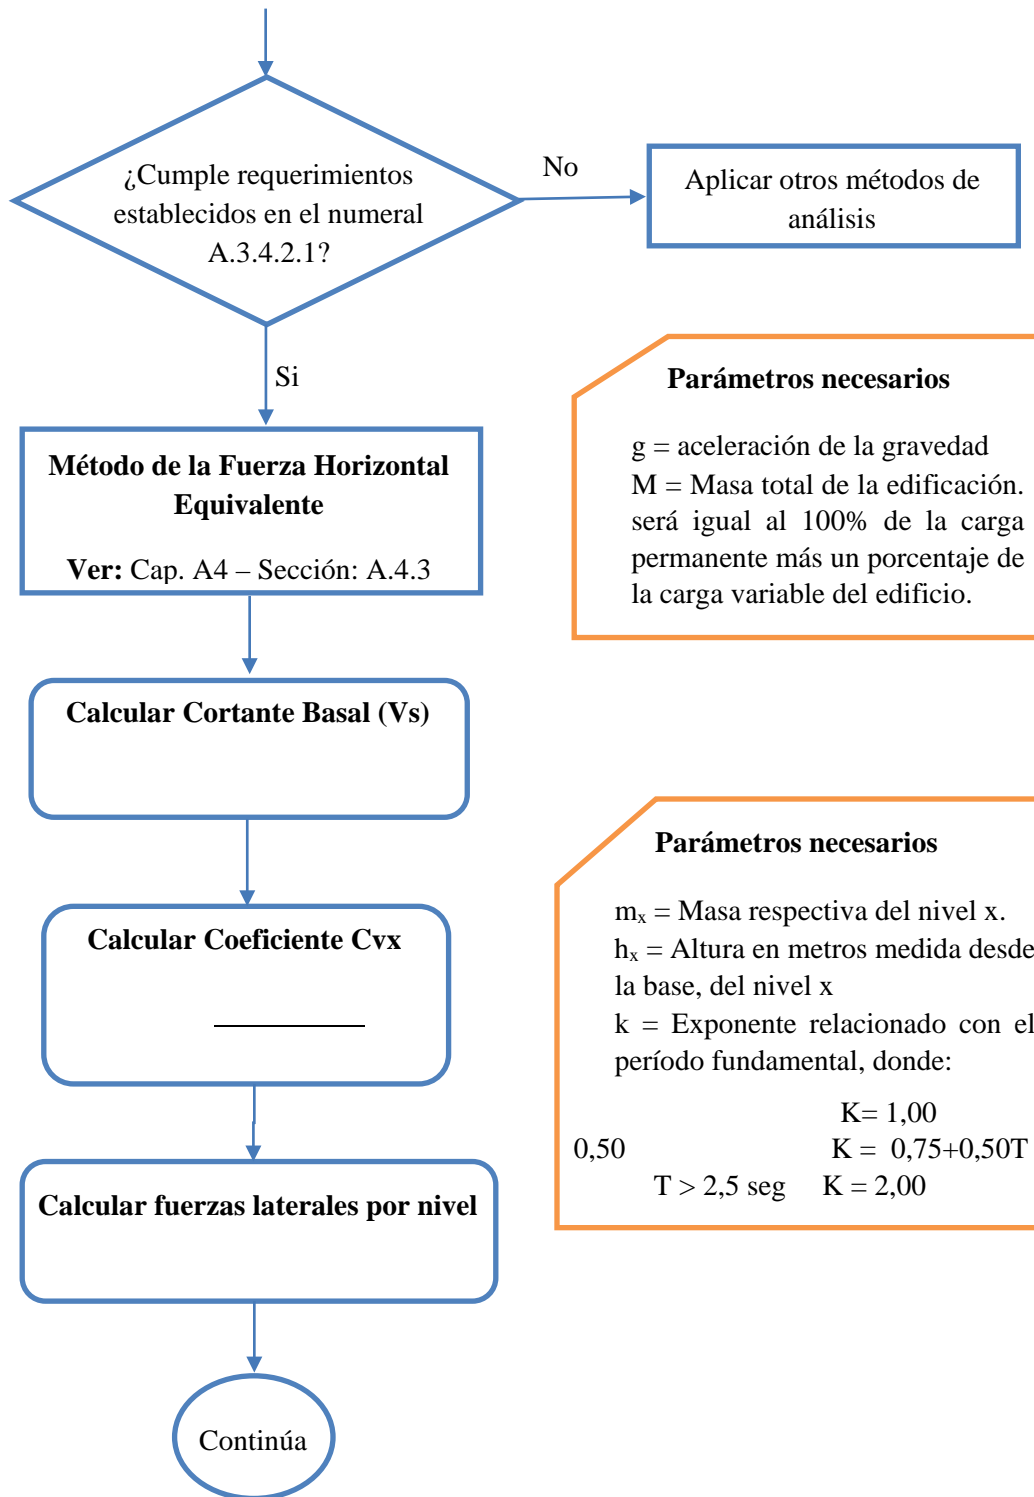 ¿Cumple requerimientos
establecidos en el numeral
A.3.4.2.1?
No
Aplicar otros métodos de
análisis
Si
Método de la Fuerza Horizontal
Equivalente
Ver: Cap. A4 – Sección: A.4.3
Parámetros necesarios
g = aceleración de la gravedad
M = Masa total de la edificación.
será igual al 100% de la carga
permanente más un porcentaje de
la carga variable del edificio.
Calcular Cortante Basal (Vs)
Calcular Coeficiente Cvx
Parámetros necesarios
mₓ = Masa respectiva del nivel x.
hₓ = Altura en metros medida desde
la base, del nivel x
k = Exponente relacionado con el
período fundamental, donde:
K= 1,00
0,50 K = 0,75+0,50T
T > 2,5 seg K = 2,00
Calcular fuerzas laterales por nivel
Continúa